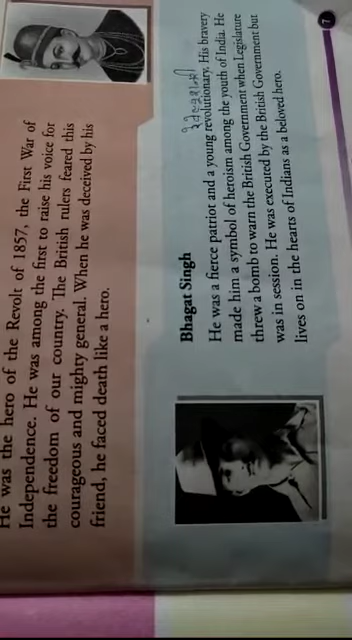 He was the hero of the Revolt of 1857, the First War of
Independence. He was among the first to raise his voice for
the freedom of our country. The British rulers feared this
courageous and mighty general. When he was deceived by his
friend, he faced death like a hero.
Bhagat Singh
He was a fierce patriot and a young revolutionary. His bravery
made him a symbol of heroism among the youth of India. He
threw a bomb to warn the British Government when Legislature
was in session. He was executed by the British Government but
lives on in the hearts of Indians as a beloved hero.
7